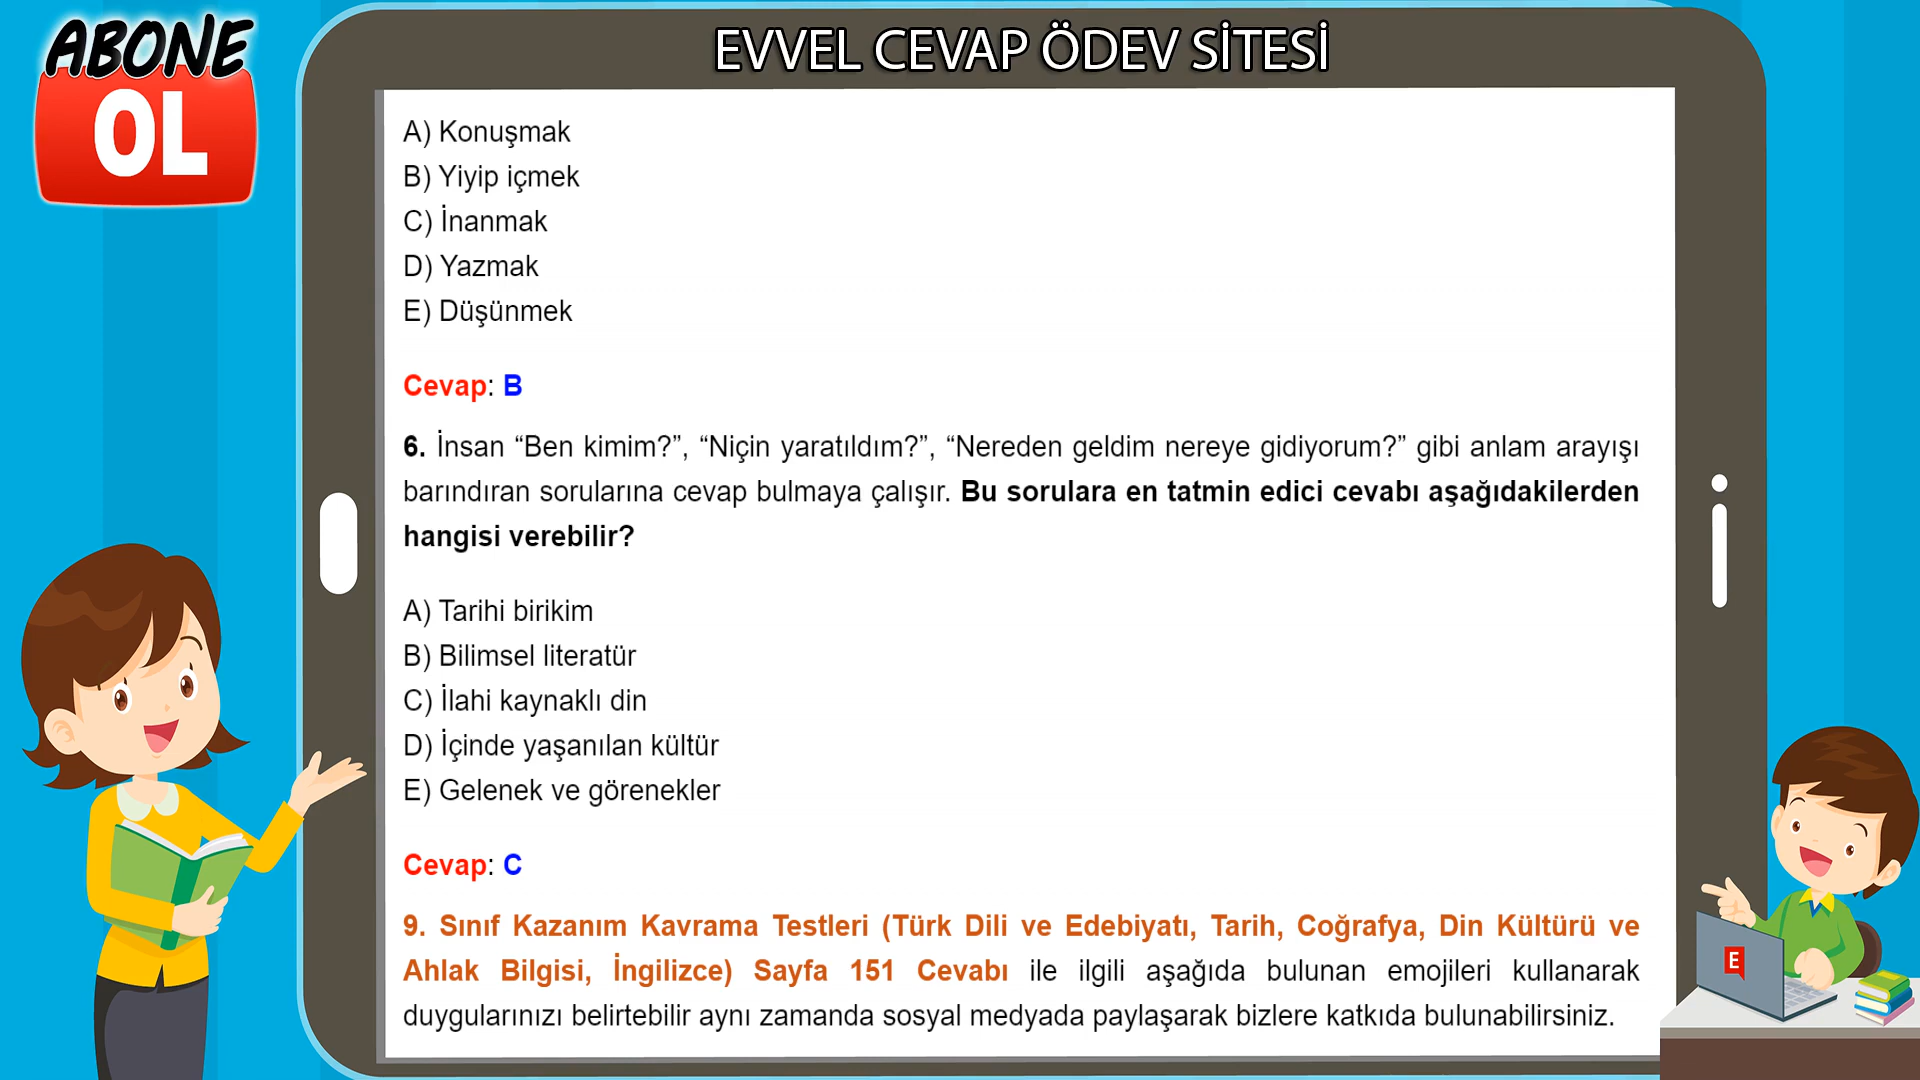 ABONE
OL
EVVEL CEVAP ÖDEV SİTESİ
A) Konuşmak
B) Yiyip içmek
C) İnanmak
D) Yazmak
E) Düşünmek
Cevap: B
6. İnsan “Ben kimim?”, “Niçin yaratıldım?”, “Nereden geldim nereye gidiyorum?” gibi anlam arayışı
barındıran sorularına cevap bulmaya çalışır. Bu sorulara en tatmin edici cevabı aşağıdakilerden
hangisi verebilir?
A) Tarihi birikim
B) Bilimsel literatür
C) İlahi kaynaklı din
D) İçinde yaşanılan kültür
E) Gelenek ve görenekler
Cevap: C
9. Sınıf Kazanım Kavrama Testleri (Türk Dili ve Edebiyatı, Tarih, Coğrafya, Din Kültürü ve
Ahlak Bilgisi, İngilizce) Sayfa 151 Cevabı ile ilgili aşağıda bulunan emojileri kullanarak
duygularınızı belirtebilir aynı zamanda sosyal medyada paylaşarak bizlere katkıda bulunabilirsiniz.
E